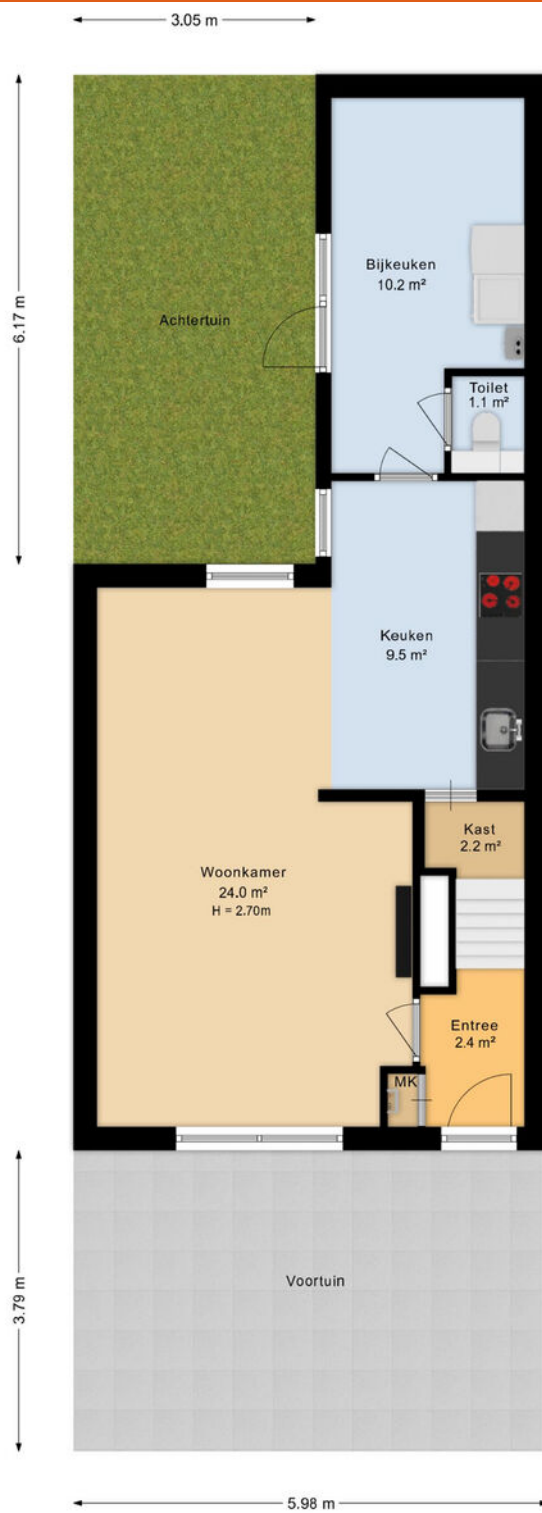 3.05 m
6.17 m
Achtertuin
Bijkeuken
10.2 m²
Toilet
1.1 m²
Keuken
9.5 m²
Kast
2.2 m²
Woonkamer
24.0 m²
H = 2.70m
Entree
2.4 m²
MK
Voortuin
3.79 m
5.98 m